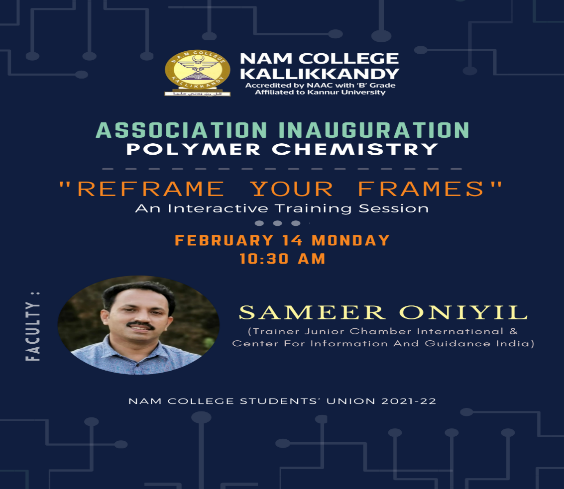 N A M COLLEGE
KALLIKKANDY
NAM COLLEGE
KALLIKKANDY
Accredited by NAAC with 'B' Grade
Affiliated to Kannur University
ASSOCIATION INAUGURATION
POLYMER CHEMISTRY
"REFRAME YOUR FRAMES"
An Interactive Training Session
FEBRUARY 14 MONDAY
10:30 AM
FACULTY :
SAMEER ONIYIL
(Trainer Junior Chamber International &
Center For Information And Guidance India)
NAM COLLEGE STUDENTS' UNION 2021-22